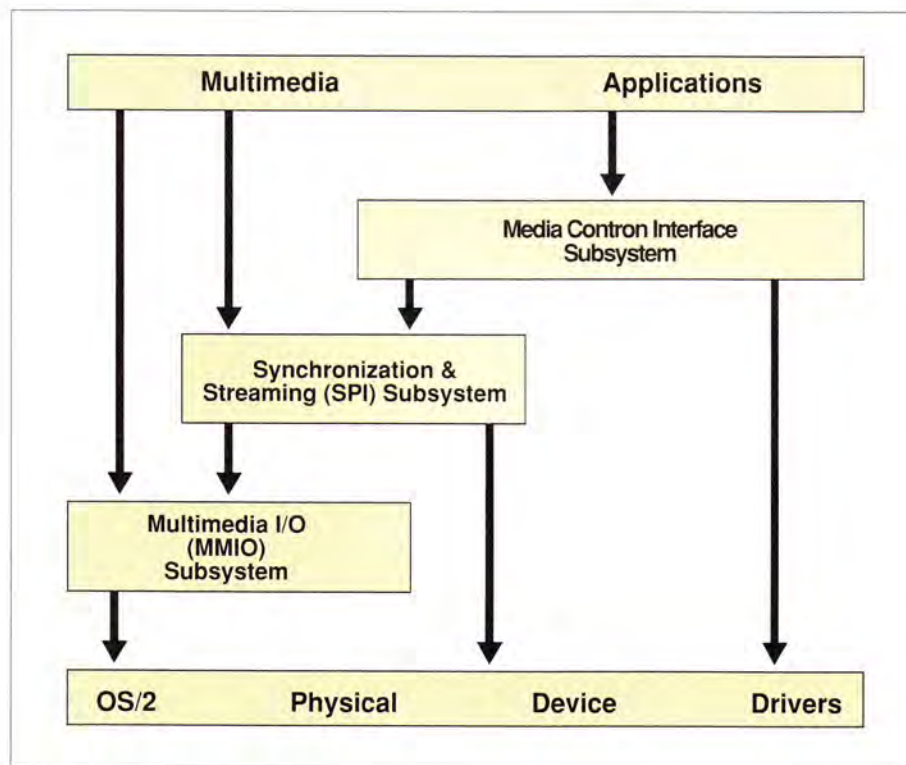 Multimedia Applications
Media Contron Interface
Subsystem
Synchronization &
Streaming (SPI) Subsystem
Multimedia I/O
(MMIO)
Subsystem
OS/2 Physical Device Drivers